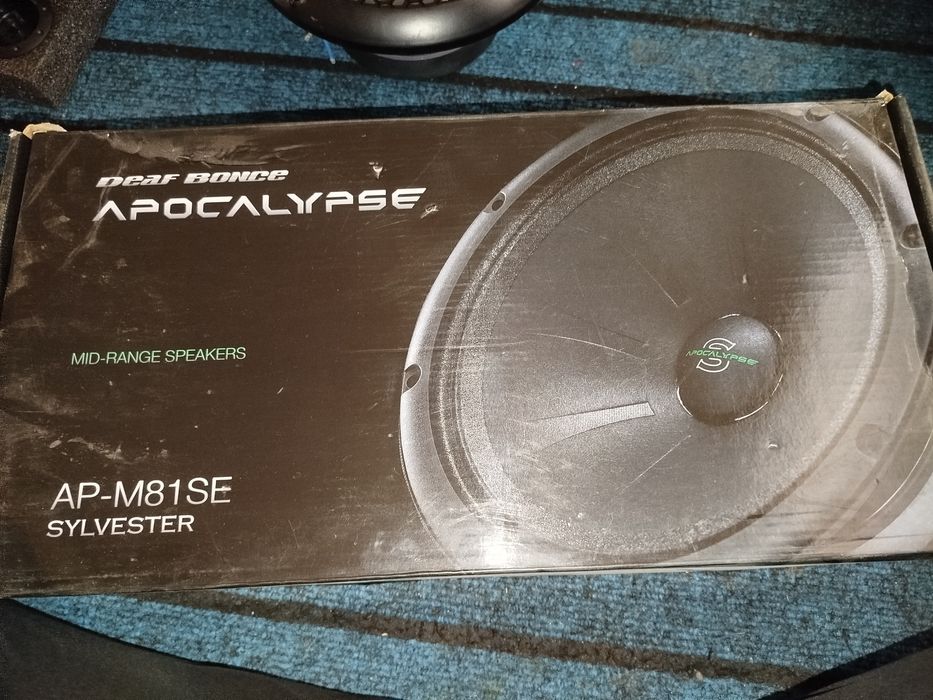 Deaf Bonce
APOCALYPSE
MID-RANGE SPEAKERS
S
APOCALYPSE
AP-M81SE
SYLVESTER